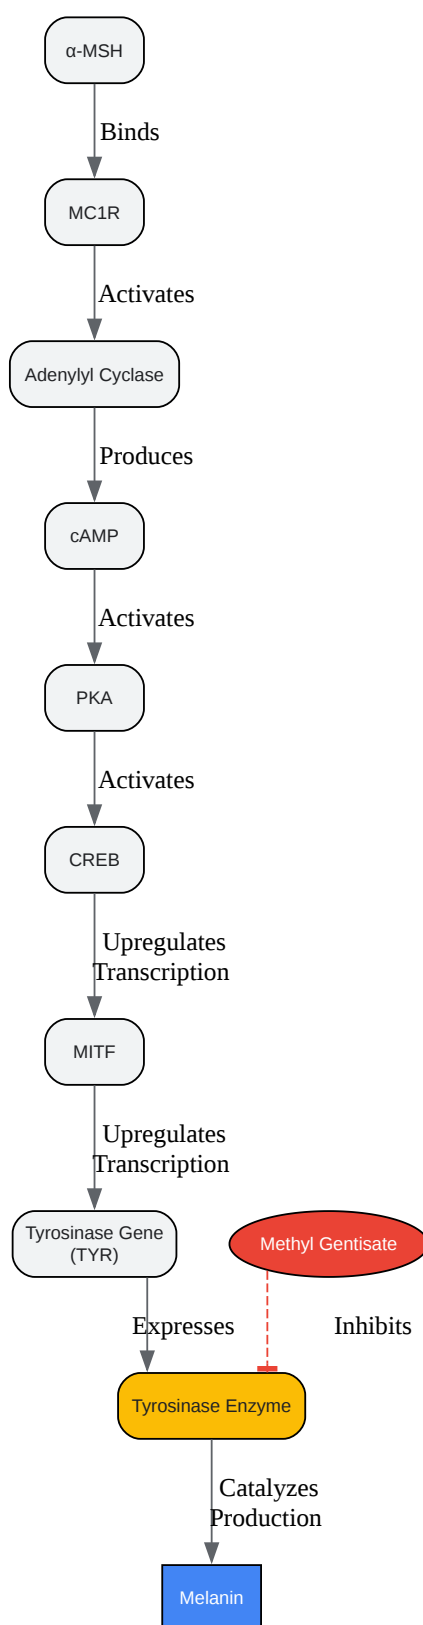 α-MSH
Binds
MC1R
Activates
Adenylyl Cyclase
Produces
cAMP
Activates
PKA
Activates
CREB
Upregulates
Transcription
MITF
Upregulates
Transcription
Tyrosinase Gene
(TYR)
Methyl Gentisate
Expresses
Inhibits
Tyrosinase Enzyme
Catalyzes
Production
Melanin